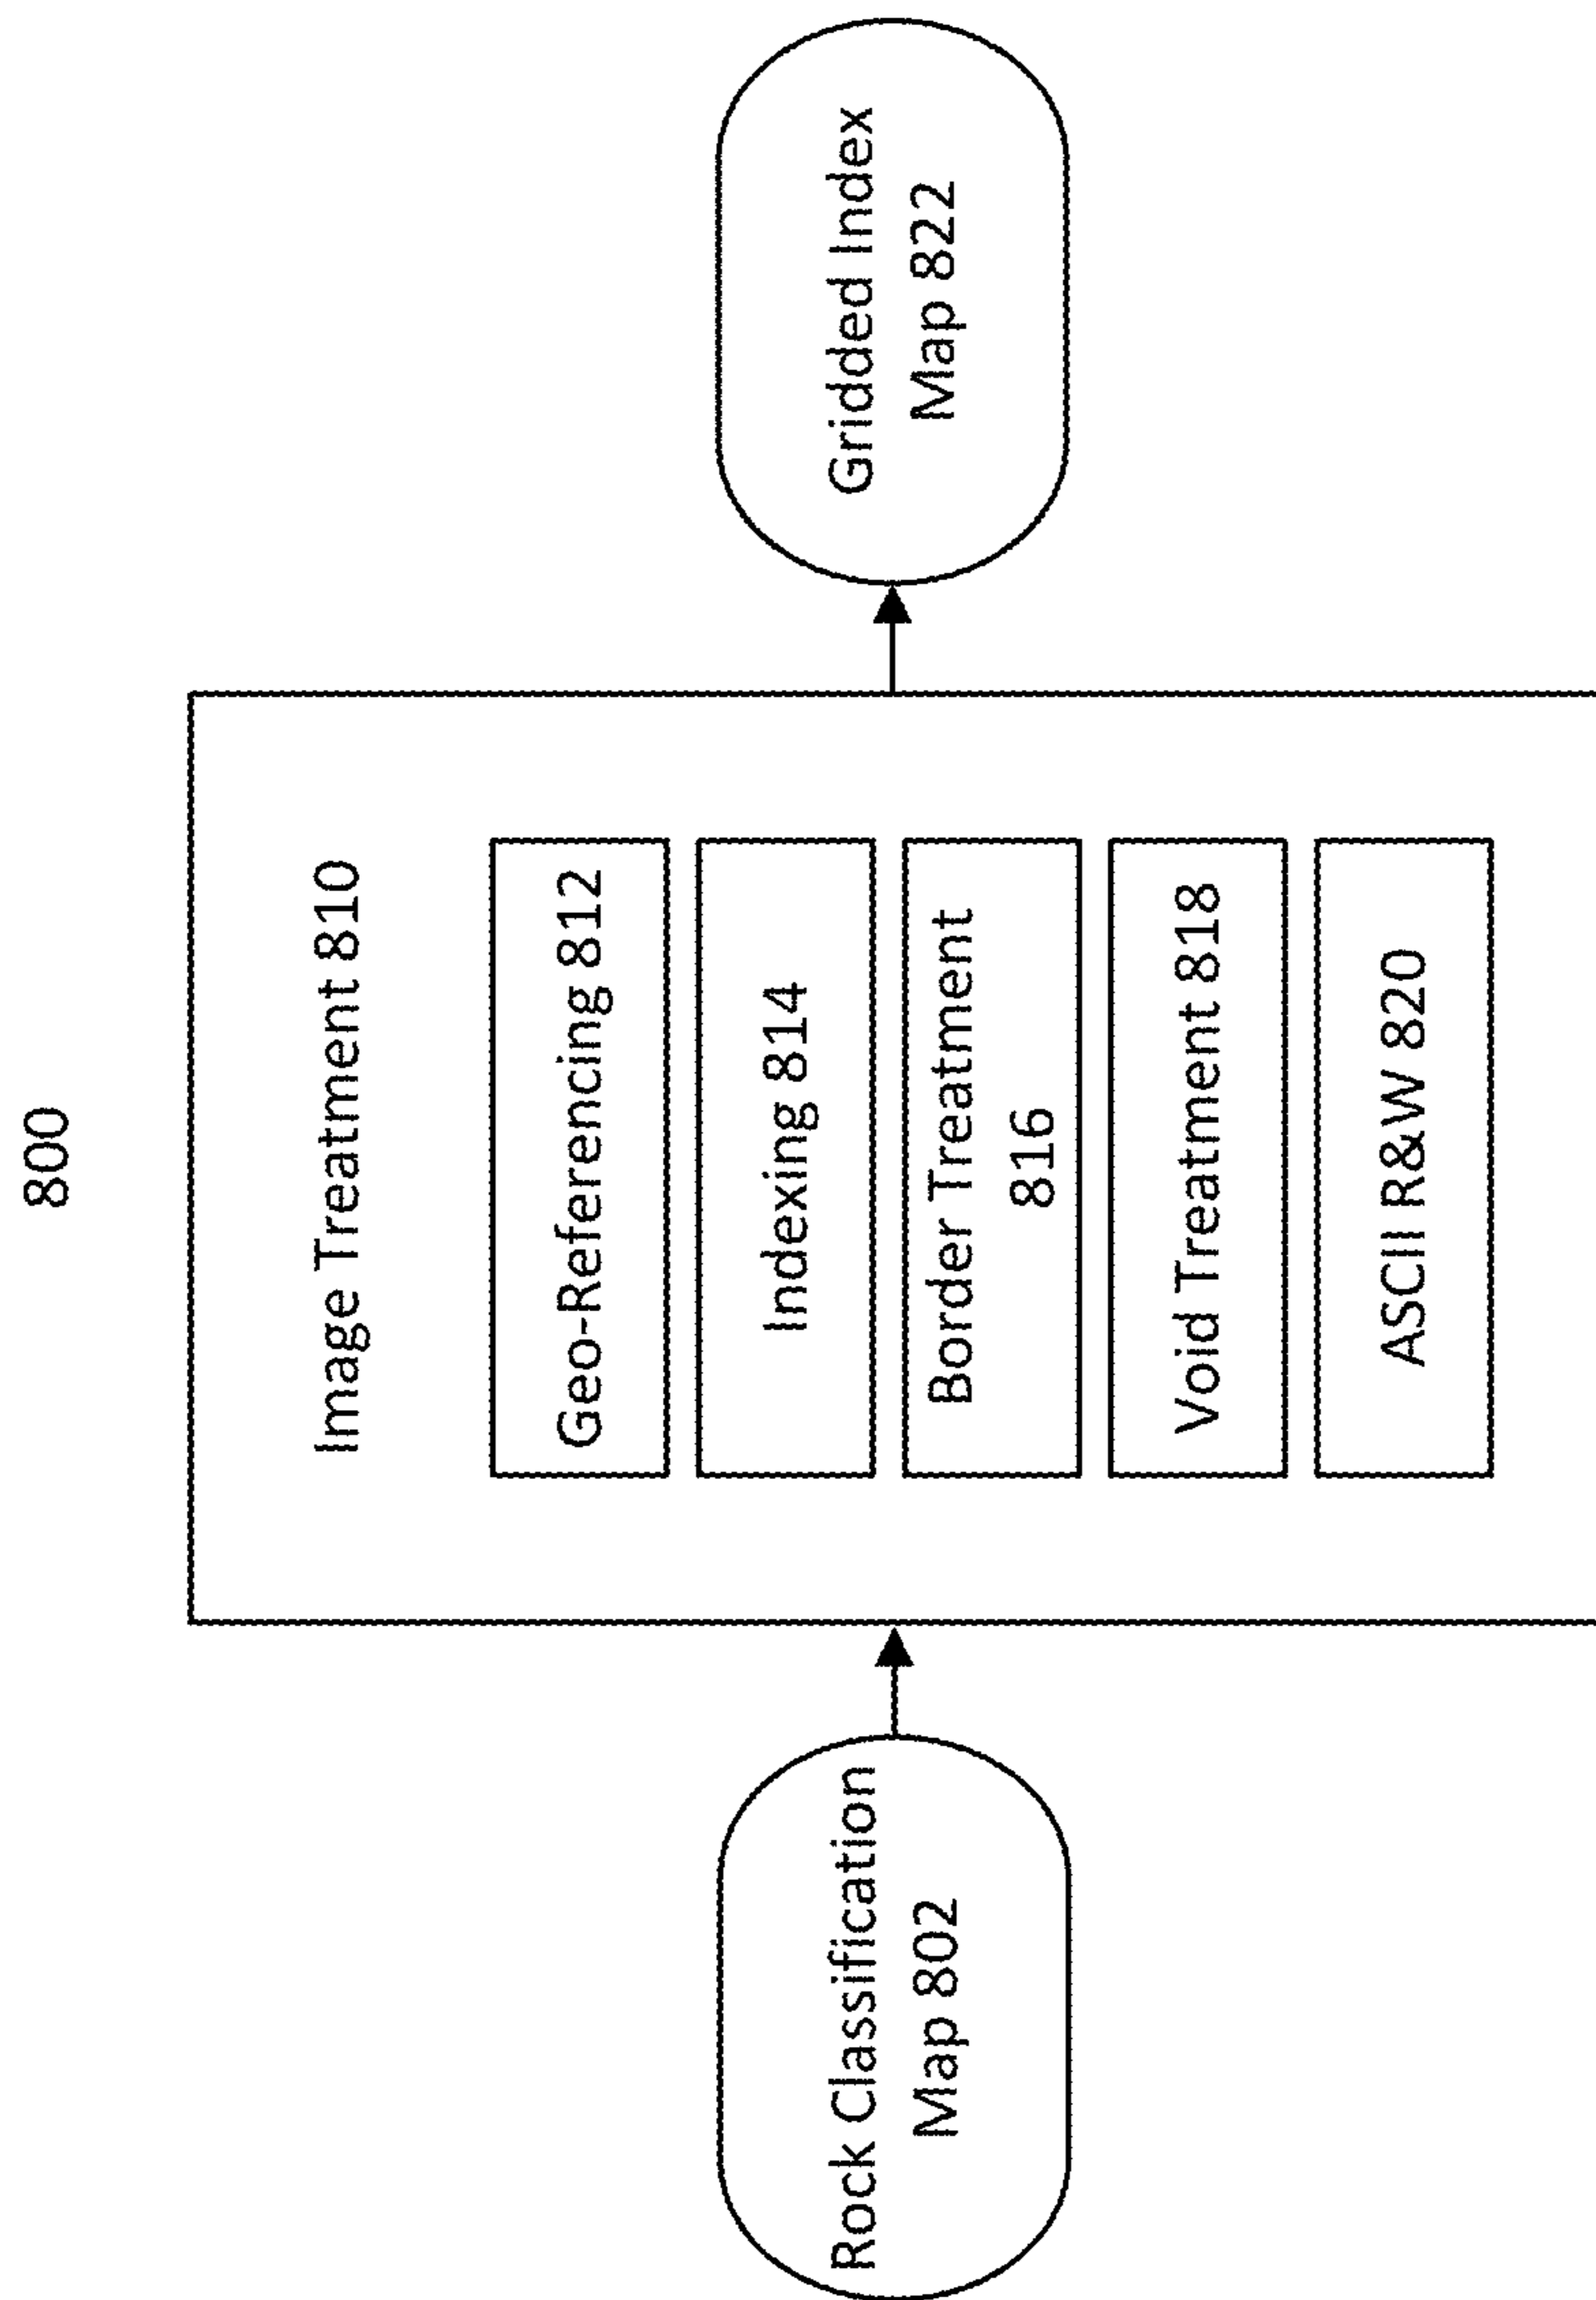 800
Rock Classification
Map 802
Image Treatment 810
Geo-Referencing 812
Indexing 814
Border Treatment
816
Void Treatment 818
ASCII R&W 820
Gridded Index
Map 822